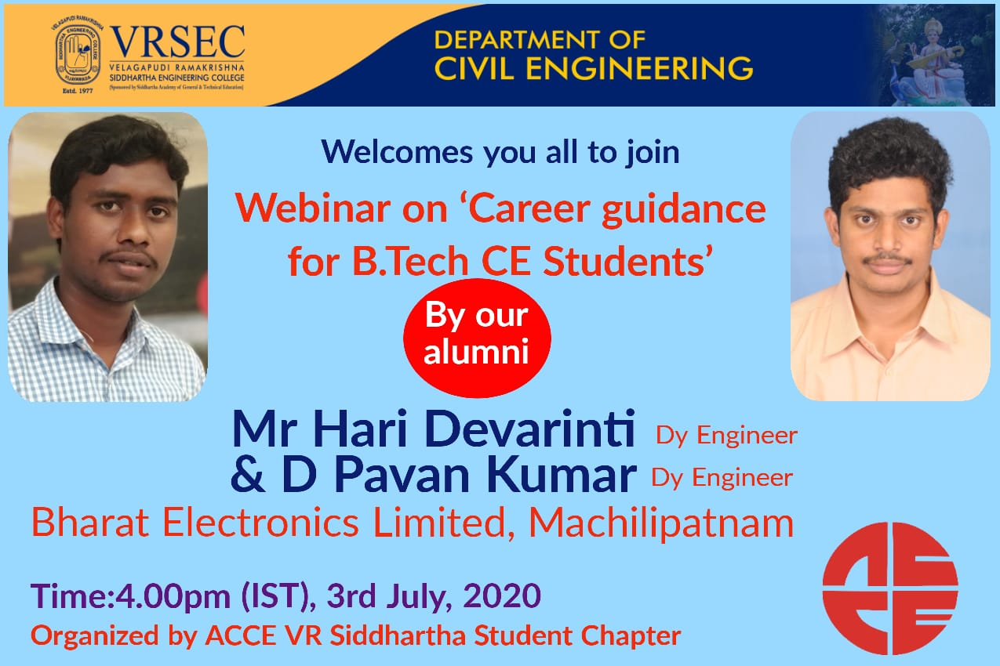 VELAGAPUDI RAMAKRISHNA
SIDDHARTHA ENGINEERING COLLEGE
VIJAYAWADA
Estd. 1977
VRSEC
VELAGAPUDI RAMAKRISHNA
SIDDHARTHA ENGINEERING COLLEGE
(Sponsored by Siddhartha Academy of General & Technical Education)
DEPARTMENT OF
CIVIL ENGINEERING
Welcomes you all to join
Webinar on ‘Career guidance
for B.Tech CE Students’
By our
alumni
Mr Hari Devarinti Dy Engineer
& D Pavan Kumar Dy Engineer
Bharat Electronics Limited, Machilipatnam
Time:4.00pm (IST), 3rd July, 2020
Organized by ACCE VR Siddhartha Student Chapter
AC
CE